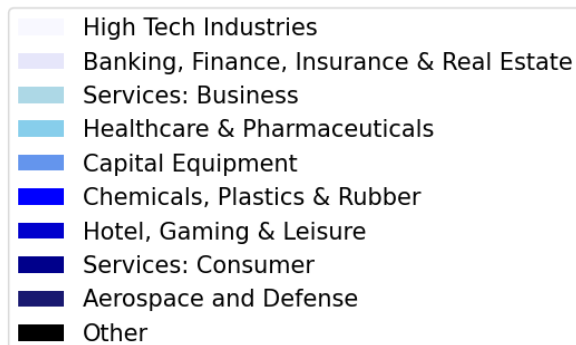 High Tech Industries
Banking, Finance, Insurance & Real Estate
Services: Business
Healthcare & Pharmaceuticals
Capital Equipment
Chemicals, Plastics & Rubber
Hotel, Gaming & Leisure
Services: Consumer
Aerospace and Defense
Other